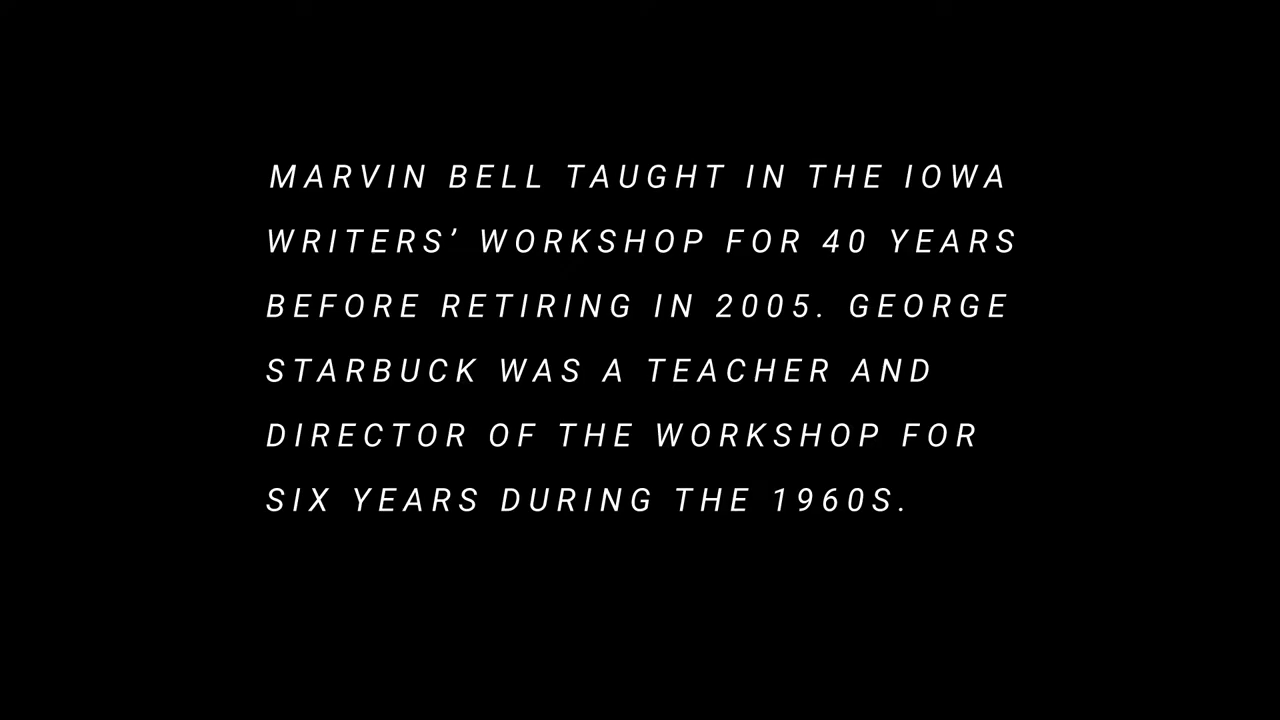 MARVIN BELL TAUGHT IN THE IOWA
WRITERS’ WORKSHOP FOR 40 YEARS
BEFORE RETIRING IN 2005. GEORGE
STARBUCK WAS A TEACHER AND
DIRECTOR OF THE WORKSHOP FOR
SIX YEARS DURING THE 1960S.